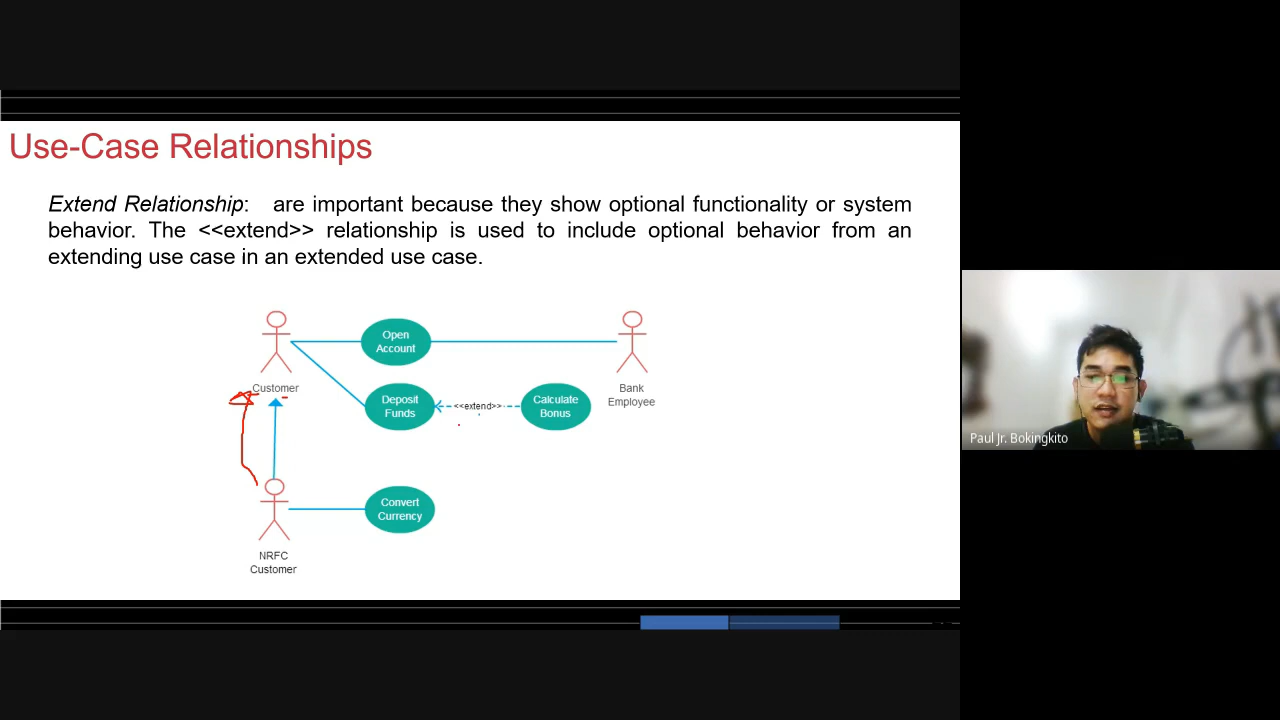 Use-Case Relationships
Extend Relationship: are important because they show optional functionality or system
behavior. The <<extend>> relationship is used to include optional behavior from an
extending use case in an extended use case.
Open
Account
Customer
Bank
Employee
Deposit
Funds
<<extend>>
Calculate
Bonus
Convert
Currency
NRFC
Customer
Paul Jr. Bokingkito